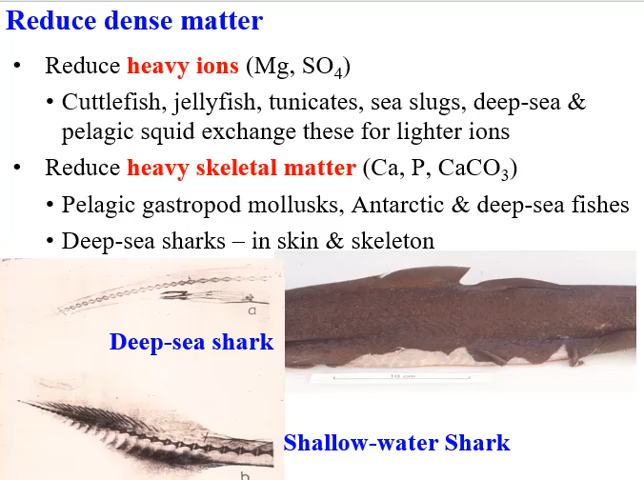 Reduce dense matter
• Reduce heavy ions (Mg, SO₄)
• Cuttlefish, jellyfish, tunicates, sea slugs, deep-sea &
pelagic squid exchange these for lighter ions
• Reduce heavy skeletal matter (Ca, P, CaCO₃)
• Pelagic gastropod mollusks, Antarctic & deep-sea fishes
• Deep-sea sharks – in skin & skeleton
a
Deep-sea shark
10 cm
Shallow-water Shark
b